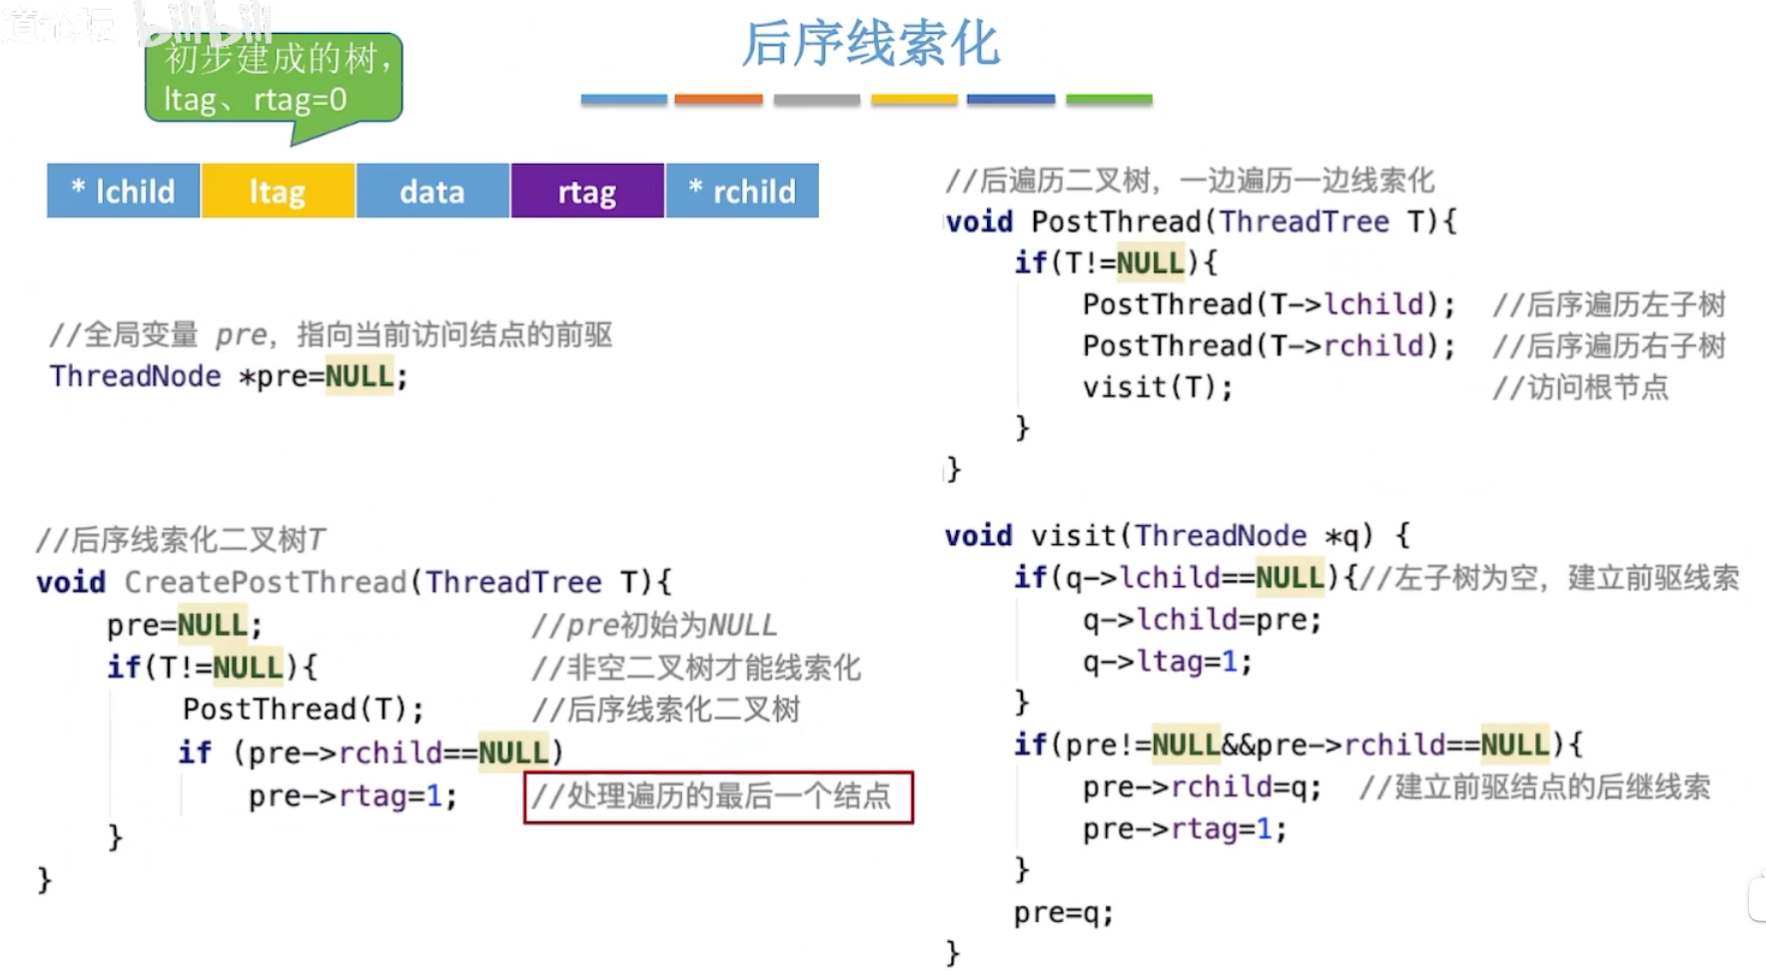 bilibili
后序线索化
初步建成的树,
ltag、rtag=0
* lchild ltag data rtag * rchild
//全局变量 pre，指向当前访问结点的前驱
ThreadNode *pre=NULL;
//后序线索化二叉树T
void CreatePostThread(ThreadTree T){
pre=NULL; //pre初始为NULL
if(T!=NULL){ //非空二叉树才能线索化
PostThread(T); //后序线索化二叉树
if (pre->rchild==NULL)
pre->rtag=1; //处理遍历的最后一个结点
}
}
//后遍历二叉树，一边遍历一边线索化
void PostThread(ThreadTree T){
if(T!=NULL){
PostThread(T->lchild); //后序遍历左子树
PostThread(T->rchild); //后序遍历右子树
visit(T); //访问根节点
}
}
void visit(ThreadNode *q) {
if(q->lchild==NULL){//左子树为空，建立前驱线索
q->lchild=pre;
q->ltag=1;
}
if(pre!=NULL&&pre->rchild==NULL){
pre->rchild=q; //建立前驱结点的后继线索
pre->rtag=1;
}
pre=q;
}